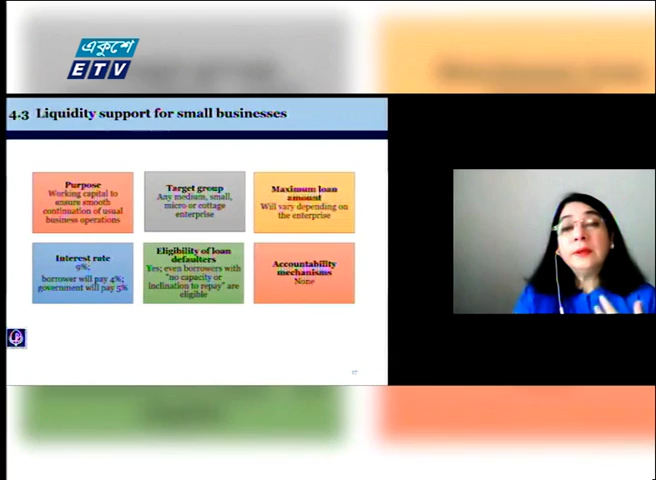 একুশে
ETV
4.3 Liquidity support for small businesses
Purpose
Working capital to
ensure smooth
continuation of usual
business operations
Target group
Any medium, small,
micro or cottage
enterprise
Maximum loan
amount
Will vary depending on
the enterprise
Interest rate
9%;
borrower will pay 4%;
government will pay 5%
Eligibility of loan
defaulters
Yes; even borrowers with
"no capacity or
inclination to repay" are
eligible
Accountability
mechanisms
None